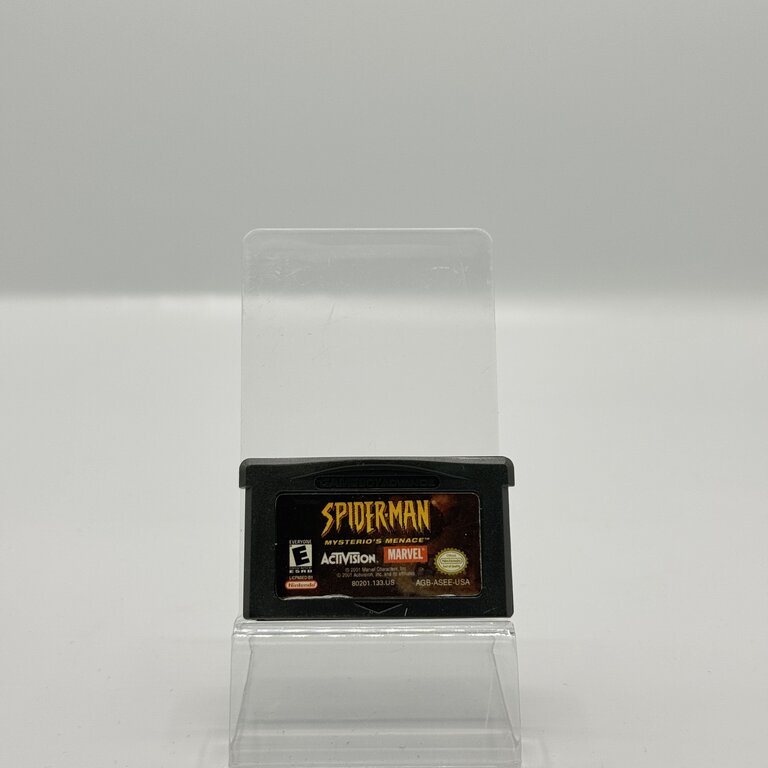 GAME BOY ADVANCE
SPIDER-MAN
MYSTERIO'S MENACE™
EVERYONE
E
ESRB
ACTIVISION.
MARVEL®
LICENSED BY
Nintendo
© 2001 Marvel Characters, Inc.
© 2001 Activision, Inc. and its affiliates.
80201.133.US
AGB-ASEE-USA